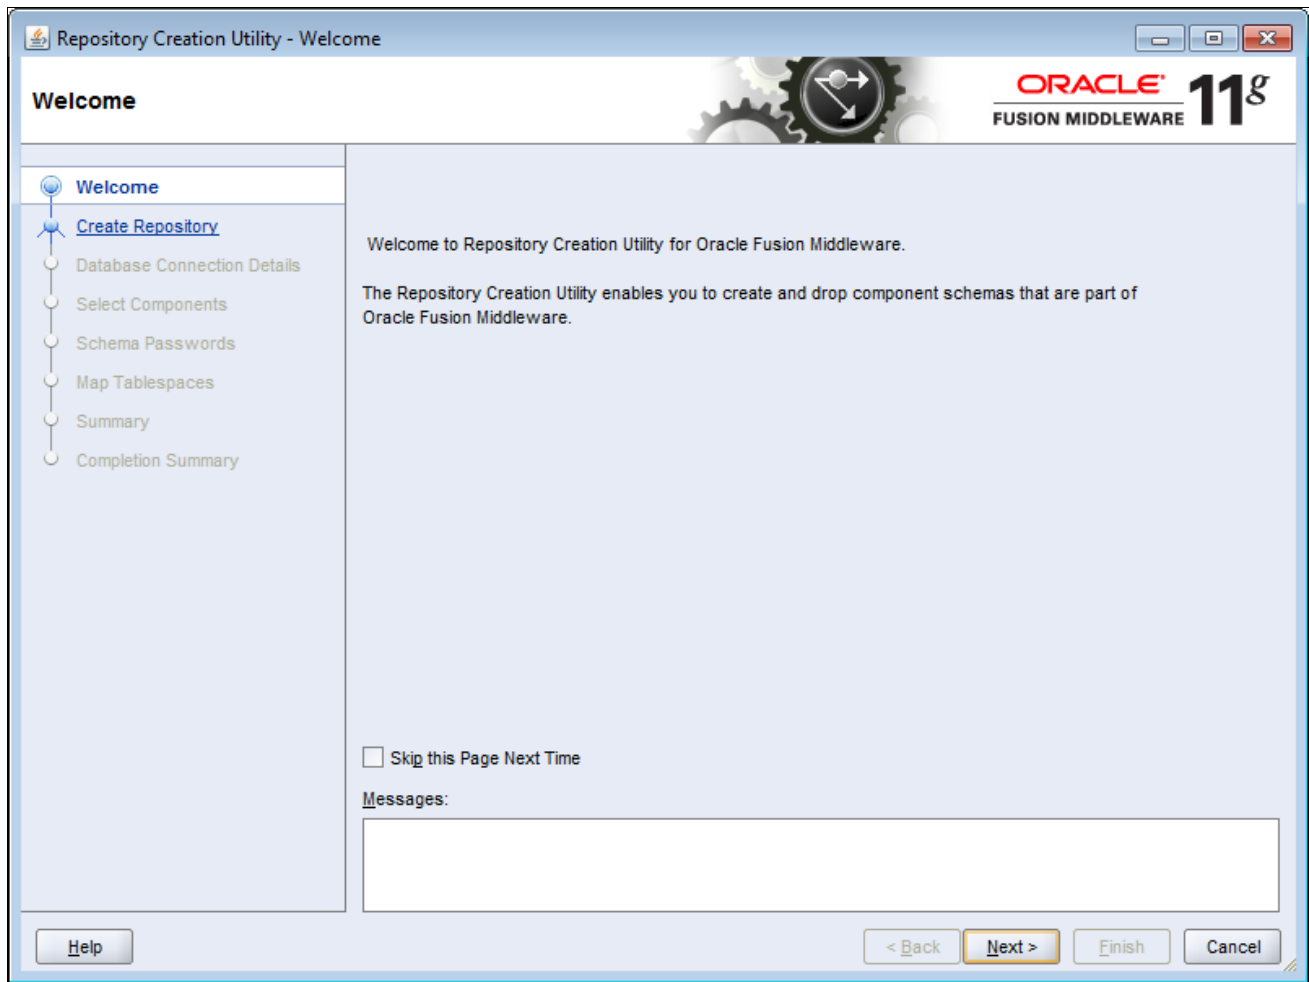 Repository Creation Utility - Welcome
Welcome
ORACLE
FUSION MIDDLEWARE
11g
Welcome
Create Repository
Database Connection Details
Select Components
Schema Passwords
Map Tablespaces
Summary
Completion Summary
Welcome to Repository Creation Utility for Oracle Fusion Middleware.
The Repository Creation Utility enables you to create and drop component schemas that are part of
Oracle Fusion Middleware.
Skip this Page Next Time
Messages:
Help
< Back
Next >
Finish
Cancel